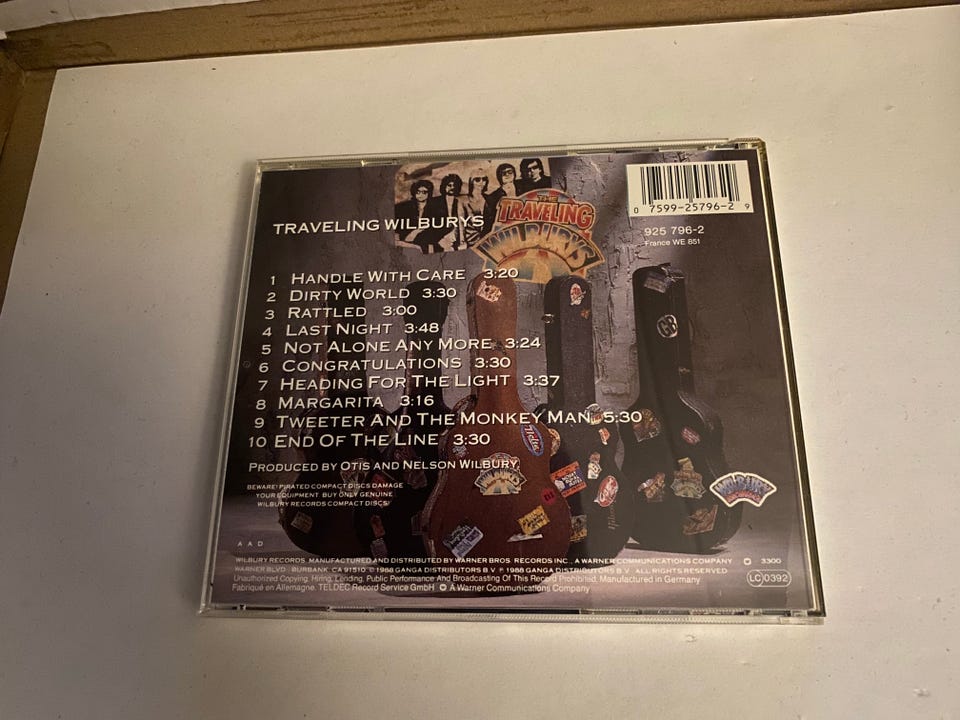 THE
TRAVELING
WILBURYS
TRAVELING WILBURYS
0 7599-25796-2 9
925 796-2
France WE 851
1 HANDLE WITH CARE 3:20
2 DIRTY WORLD 3:30
3 RATTLED 3:00
4 LAST NIGHT 3:48
5 NOT ALONE ANY MORE 3:24
6 CONGRATULATIONS 3:30
7 HEADING FOR THE LIGHT 3:37
8 MARGARITA 3:16
9 TWEETER AND THE MONKEY MAN 5:30
10 END OF THE LINE 3:30
PRODUCED BY OTIS AND NELSON WILBURY
BEWARE! PIRATED COMPACT DISCS DAMAGE
YOUR EQUIPMENT. BUY ONLY GENUINE
WILBURY RECORDS COMPACT DISCS!
WILBURYS
A A D
WILBURY RECORDS. MANUFACTURED AND DISTRIBUTED BY WARNER BROS. RECORDS INC., A WARNER COMMUNICATIONS COMPANY 3300
WARNER BLVD., BURBANK, CA 91510. © 1988 GANGA DISTRIBUTORS B.V. ℗ 1988 GANGA DISTRIBUTORS B.V. ALL RIGHTS RESERVED
Unauthorized Copying, Hiring, Lending, Public Performance And Broadcasting Of This Record Prohibited. Manufactured in Germany
Fabriqué en Allemagne. TELDEC Record Service GmbH A Warner Communications Company
LC 0392